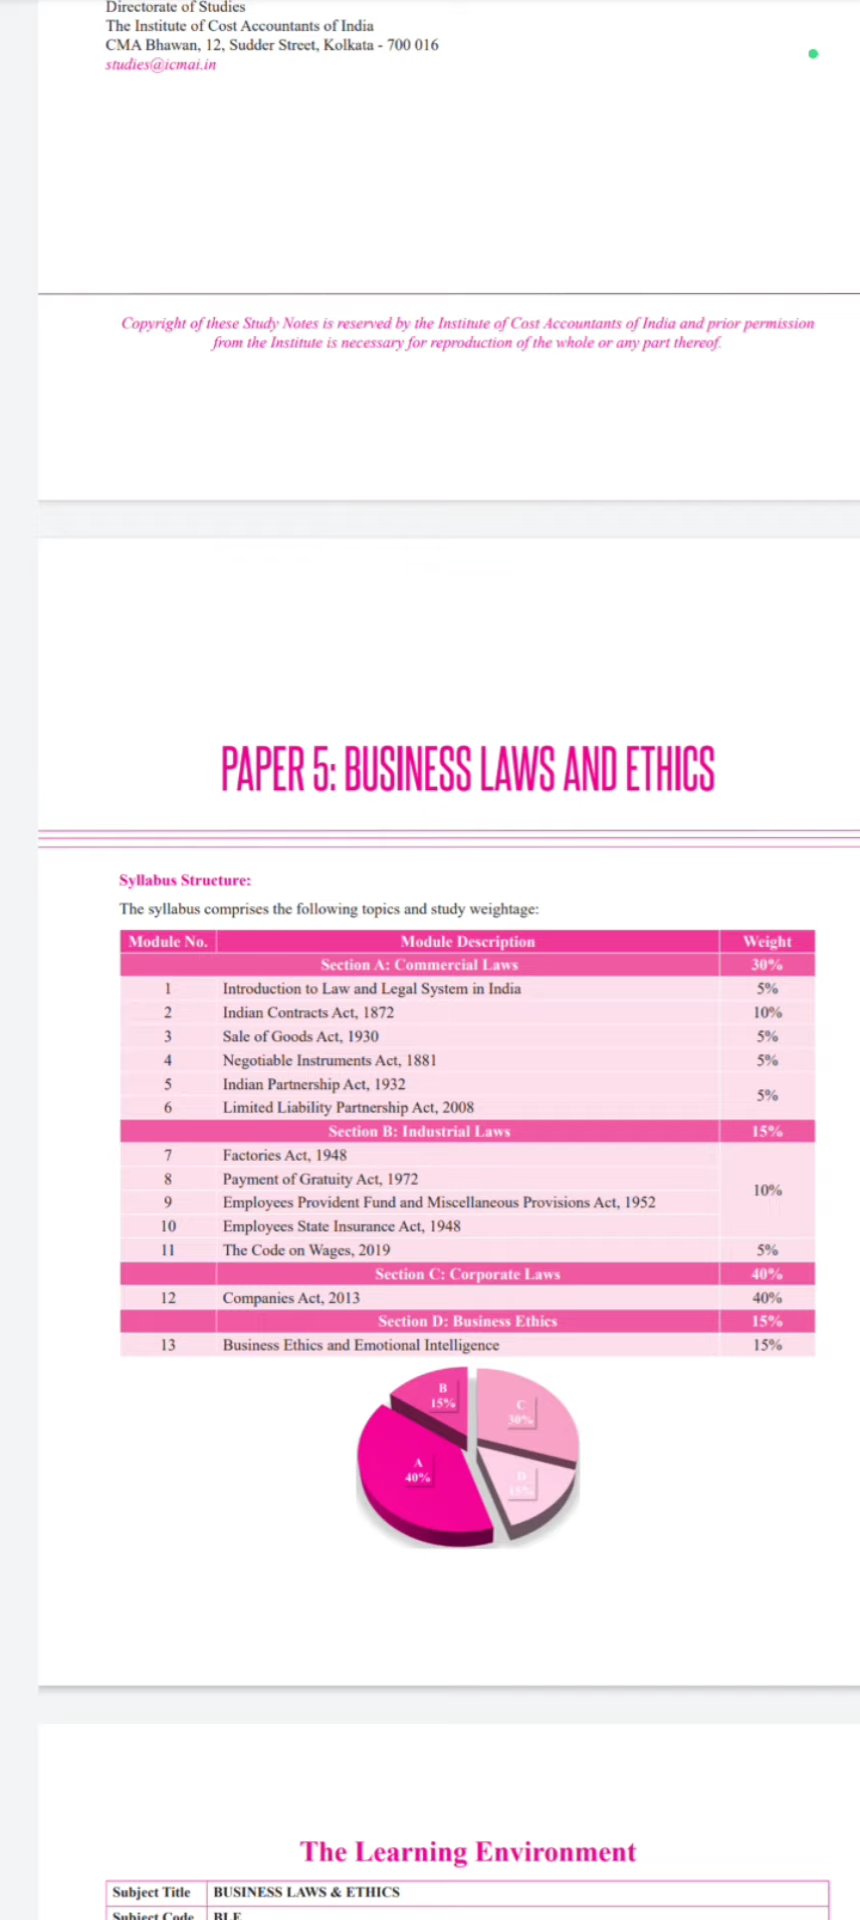 Directorate of Studies
The Institute of Cost Accountants of India
CMA Bhawan, 12, Sudder Street, Kolkata - 700 016
studies@icmai.in
Copyright of these Study Notes is reserved by the Institute of Cost Accountants of India and prior permission
from the Institute is necessary for reproduction of the whole or any part thereof.
PAPER 5: BUSINESS LAWS AND ETHICS
Syllabus Structure:
The syllabus comprises the following topics and study weightage:
Module No. Module Description Weight
Section A: Commercial Laws 30%
1 Introduction to Law and Legal System in India 5%
2 Indian Contracts Act, 1872 10%
3 Sale of Goods Act, 1930 5%
4 Negotiable Instruments Act, 1881 5%
5 Indian Partnership Act, 1932
5%
6 Limited Liability Partnership Act, 2008
Section B: Industrial Laws 15%
7 Factories Act, 1948
8 Payment of Gratuity Act, 1972
10%
9 Employees Provident Fund and Miscellaneous Provisions Act, 1952
10 Employees State Insurance Act, 1948
11 The Code on Wages, 2019 5%
Section C: Corporate Laws 40%
12 Companies Act, 2013 40%
Section D: Business Ethics 15%
13 Business Ethics and Emotional Intelligence 15%
B
15%
C
30%
A
40%
D
15%
The Learning Environment
Subject Title BUSINESS LAWS & ETHICS
Subject Code BLE